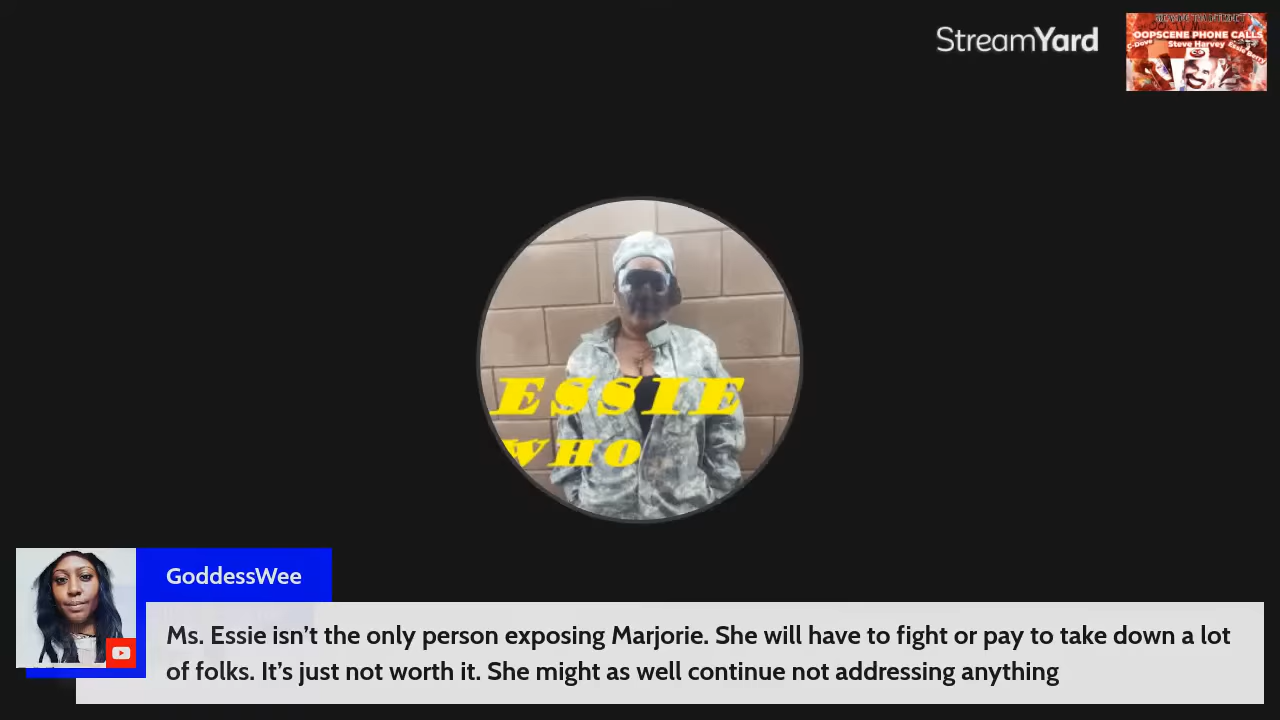 StreamYard
OOPSCENE PHONE CALLS
Steve Harvey
ESSIE
WHO
GoddessWee
Ms. Essie isn’t the only person exposing Marjorie. She will have to fight or pay to take down a lot
of folks. It’s just not worth it. She might as well continue not addressing anything